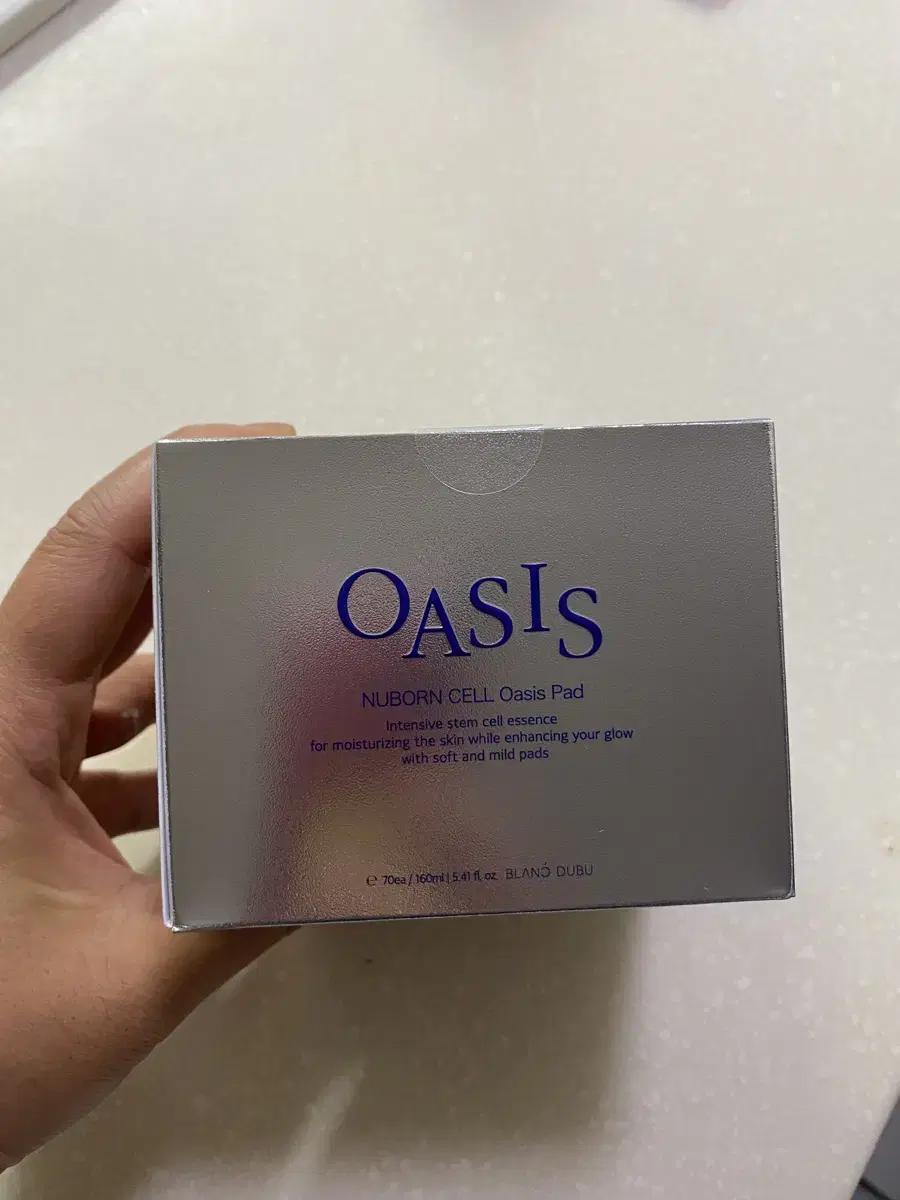 OASIS
NUBORN CELL Oasis Pad
Intensive stem cell essence
for moisturizing the skin while enhancing your glow
with soft and mild pads
℮ 70ea / 160ml | 5.41 fl. oz BLANĆ DUBU